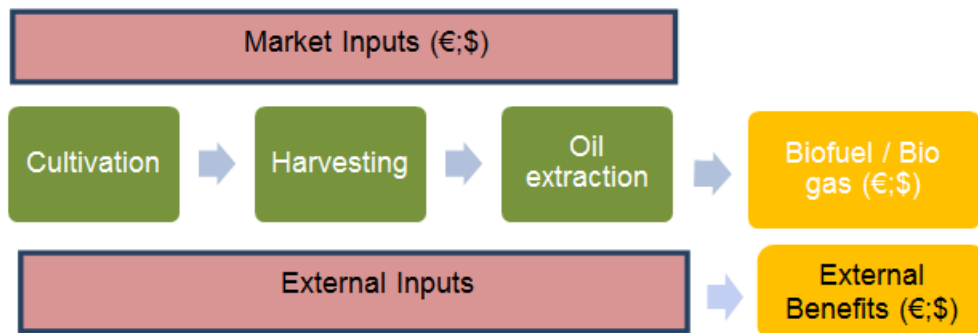 Market Inputs (€;$)
Cultivation
Harvesting
Oil
extraction
Biofuel / Bio
gas (€;$)
External Inputs
External
Benefits (€;$)